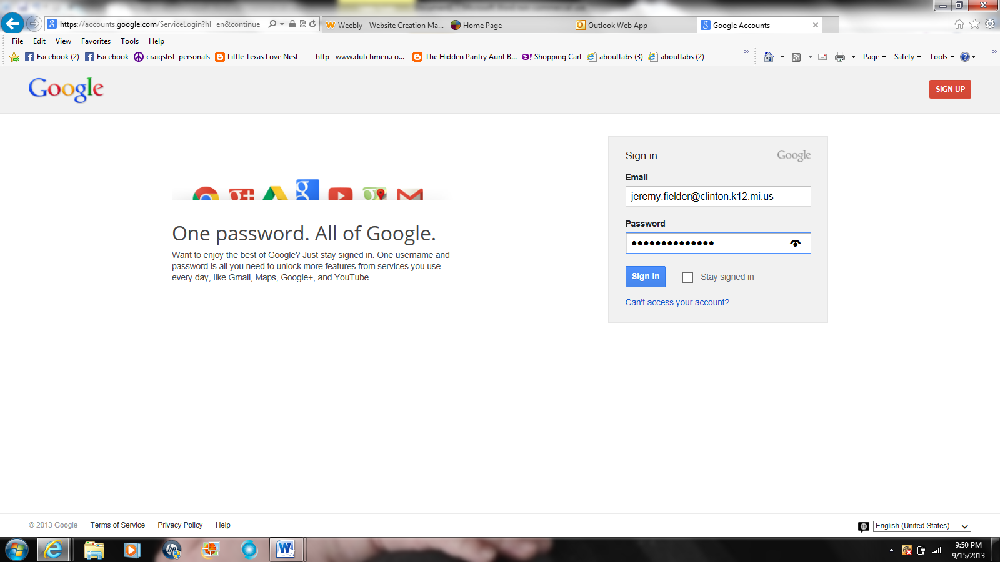 https://accounts.google.com/ServiceLogin?hl=en&continue=
Weebly - Website Creation Ma...
Home Page
Outlook Web App
Google Accounts
File Edit View Favorites Tools Help
Facebook (2) Facebook craigslist personals Little Texas Love Nest http--www.dutchmen.co... The Hidden Pantry Aunt B... Shopping Cart abouttabs (3) abouttabs (2)
Page Safety Tools
Google
SIGN UP
Sign in Google
Email
jeremy.fielder@clinton.k12.mi.us
Password
Sign in Stay signed in
Can't access your account?
One password. All of Google.
Want to enjoy the best of Google? Just stay signed in. One username and
password is all you need to unlock more features from services you use
every day, like Gmail, Maps, Google+, and YouTube.
© 2013 Google Terms of Service Privacy Policy Help
English (United States)
9:50 PM
9/15/2013